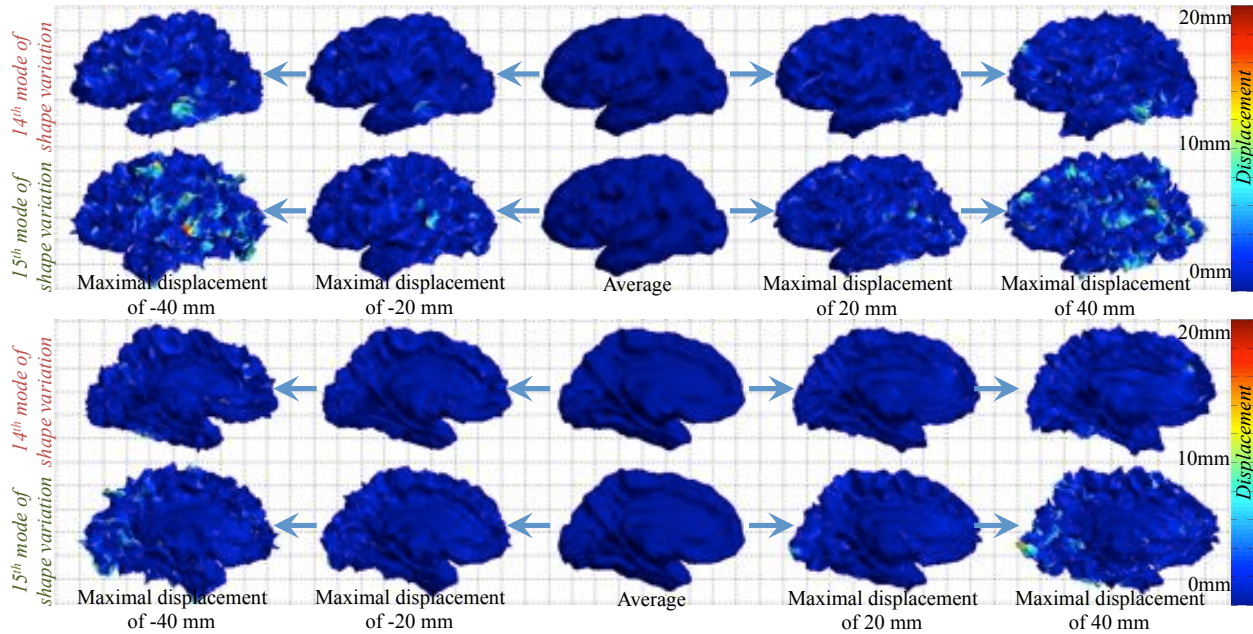 14th mode of
shape variation
20mm
Displacement
10mm
15th mode of
shape variation
0mm
Maximal displacement
of -40 mm
Maximal displacement
of -20 mm
Average
Maximal displacement
of 20 mm
Maximal displacement
of 40 mm
14th mode of
shape variation
20mm
Displacement
10mm
15th mode of
shape variation
0mm
Maximal displacement
of -40 mm
Maximal displacement
of -20 mm
Average
Maximal displacement
of 20 mm
Maximal displacement
of 40 mm